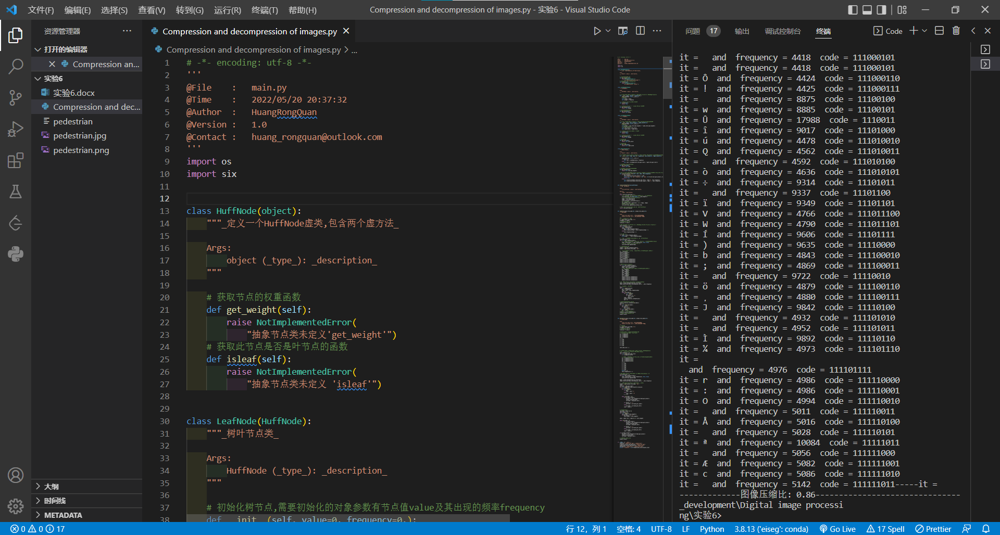 文件(F) 编辑(E) 选择(S) 查看(V) 转到(G) 运行(R) 终端(T) 帮助(H)
Compression and decompression of images.py - 实验6 - Visual Studio Code
资源管理器
打开的编辑器
Compression an...
实验6
实验6.docx
Compression and dec...
pedestrian
pedestrian.jpg
pedestrian.png
大纲
时间线
METADATA
Compression and decompression of images.py
Compression and decompression of images.py > ...
1 # -*- encoding: utf-8 -*-
2 '''
3 @File    :   main.py
4 @Time    :   2022/05/20 20:37:32
5 @Author  :   HuangRongQuan
6 @Version :   1.0
7 @Contact :   huang_rongquan@outlook.com
8 '''
9 import os
10 import six
11
12
13 class HuffNode(object):
14     """_定义一个HuffNode虚类,包含两个虚方法_
15
16     Args:
17         object (_type_): _description_
18     """
19
20     # 获取节点的权重函数
21     def get_weight(self):
22         raise NotImplementedError(
23             "抽象节点类未定义'get_weight'")
24     # 获取此节点是否是叶节点的函数
25     def isleaf(self):
26         raise NotImplementedError(
27             "抽象节点类未定义 'isleaf'")
28
29
30 class LeafNode(HuffNode):
31     """_树叶节点类_
32
33     Args:
34         HuffNode (_type_): _description_
35     """
36
37     # 初始化树节点,需要初始化的对象参数有节点值value及其出现的频率frequency
38     def __init__(self, value=0, frequency=0,):
问题 17 输出 调试控制台 终端
Code
it =   and  frequency = 4418  code = 111000101
it =   and  frequency = 4418  code = 111000101
it = Ô  and  frequency = 4424  code = 111000110
it = !  and  frequency = 4425  code = 111000111
it =   and  frequency = 8875  code = 11100100
it = w  and  frequency = 8885  code = 11100101
it = Û  and  frequency = 17988  code = 1110011
it = î  and  frequency = 9017  code = 11101000
it = ú  and  frequency = 4478  code = 111010010
it = Q  and  frequency = 4562  code = 111010011
it =   and  frequency = 4592  code = 111010100
it = ò  and  frequency = 4636  code = 111010101
it = ÷  and  frequency = 9314  code = 11101011
it =   and  frequency = 9337  code = 11101100
it = ï  and  frequency = 9349  code = 11101101
it = V  and  frequency = 4766  code = 111011100
it = W  and  frequency = 4790  code = 111011101
it = Í  and  frequency = 9606  code = 11101111
it = )  and  frequency = 9635  code = 11110000
it = b  and  frequency = 4843  code = 111100010
it = ;  and  frequency = 4869  code = 111100011
it =   and  frequency = 9722  code = 11110010
it = ö  and  frequency = 4879  code = 111100110
it = ¸  and  frequency = 4880  code = 111100111
it = J  and  frequency = 9842  code = 11110100
it =   and  frequency = 4932  code = 111101010
it =   and  frequency = 4952  code = 111101011
it = Ì  and  frequency = 9892  code = 11110110
it = ¼  and  frequency = 4973  code = 111101110
it =
  and  frequency = 4976  code = 111101111
it = r  and  frequency = 4986  code = 111110000
it = :  and  frequency = 4986  code = 111110001
it = O  and  frequency = 4994  code = 111110010
it =   and  frequency = 5011  code = 111110011
it = Å  and  frequency = 5016  code = 111110100
it =   and  frequency = 5028  code = 111110101
it = ª  and  frequency = 10084  code = 11111011
it =   and  frequency = 5056  code = 111111000
it = Æ  and  frequency = 5082  code = 111111001
it = c  and  frequency = 5086  code = 111111010
it =   and  frequency = 5142  code = 111111011-----it =
-------------图像压缩比: 0.86-------------------------------
_development\Digital image processi
ng\实验6>
0 0 17
行 12，列 1 空格: 4 UTF-8 LF Python 3.8.13 ('eiseg': conda) Go Live 17 Spell Prettier